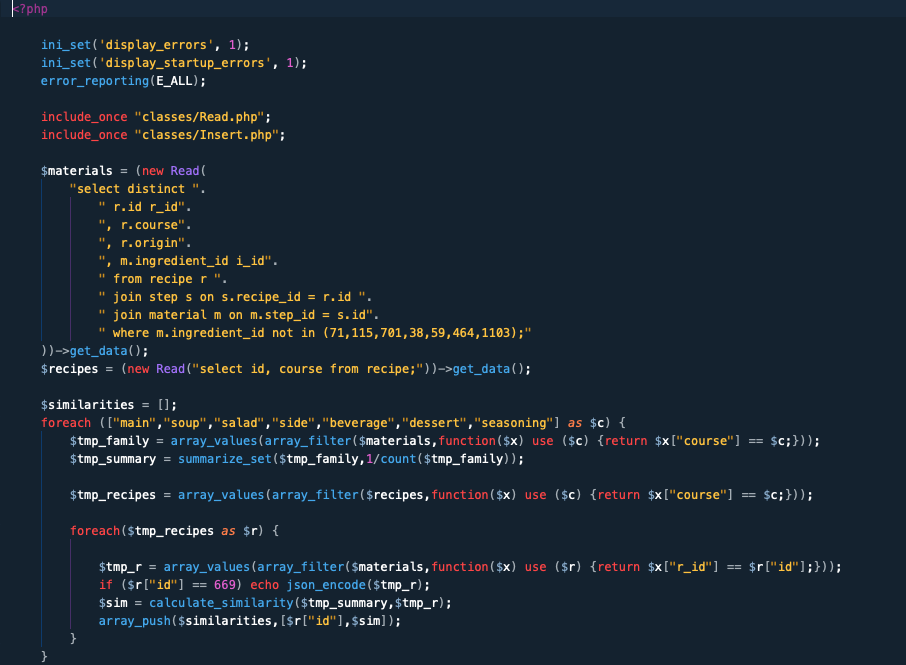 <?php
ini_set('display_errors', 1);
ini_set('display_startup_errors', 1);
error_reporting(E_ALL);
include_once "classes/Read.php";
include_once "classes/Insert.php";
$materials = (new Read(
"select distinct ".
" r.id r_id".
", r.course".
", r.origin".
", m.ingredient_id i_id".
" from recipe r ".
" join step s on s.recipe_id = r.id ".
" join material m on m.step_id = s.id".
" where m.ingredient_id not in (71,115,701,38,59,464,1103);"
))->get_data();
$recipes = (new Read("select id, course from recipe;"))->get_data();
$similarities = [];
foreach (["main","soup","salad","side","beverage","dessert","seasoning"] as $c) {
$tmp_family = array_values(array_filter($materials,function($x) use ($c) {return $x["course"] == $c;}));
$tmp_summary = summarize_set($tmp_family,1/count($tmp_family));
$tmp_recipes = array_values(array_filter($recipes,function($x) use ($c) {return $x["course"] == $c;}));
foreach($tmp_recipes as $r) {
$tmp_r = array_values(array_filter($materials,function($x) use ($r) {return $x["r_id"] == $r["id"];}));
if ($r["id"] == 669) echo json_encode($tmp_r);
$sim = calculate_similarity($tmp_summary,$tmp_r);
array_push($similarities,[$r["id"],$sim]);
}
}